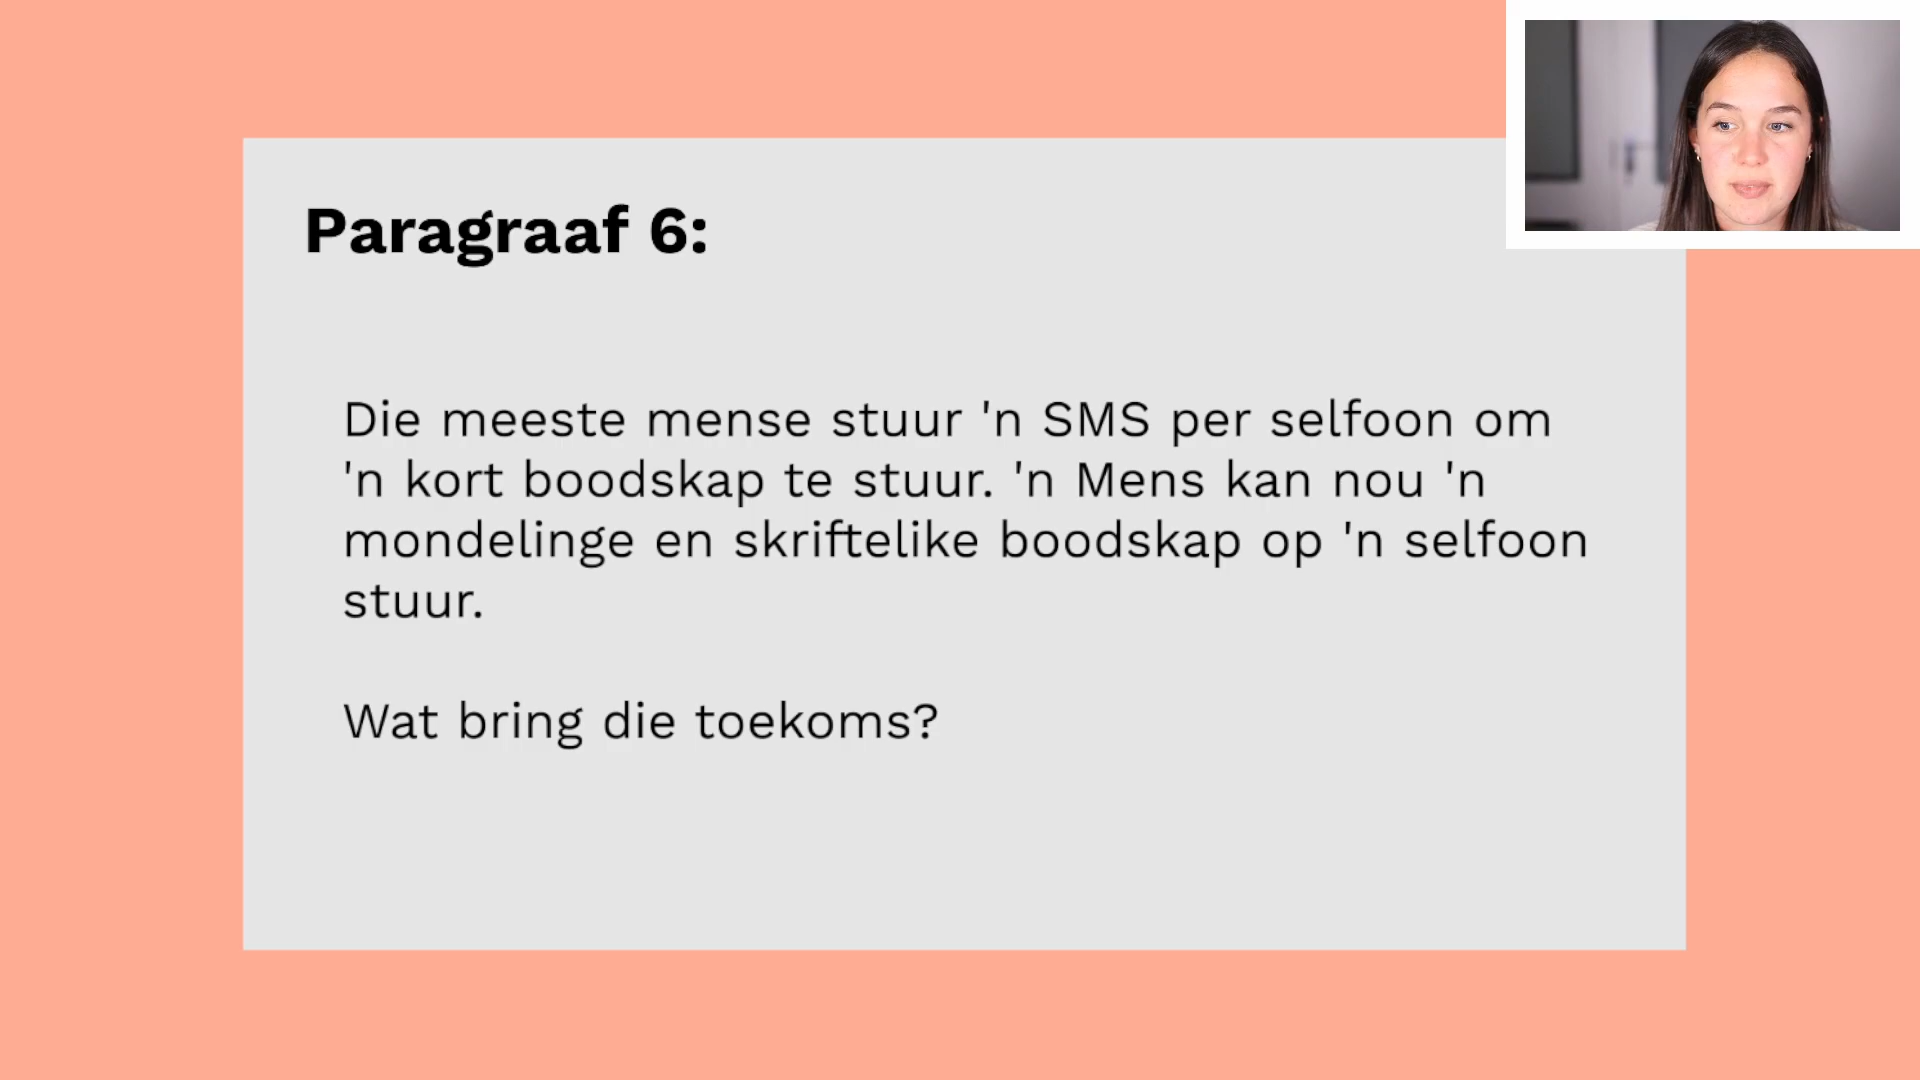 Paragraaf 6:
Die meeste mense stuur 'n SMS per selfoon om
'n kort boodskap te stuur. 'n Mens kan nou 'n
mondelinge en skriftelike boodskap op 'n selfoon
stuur.
Wat bring die toekoms?